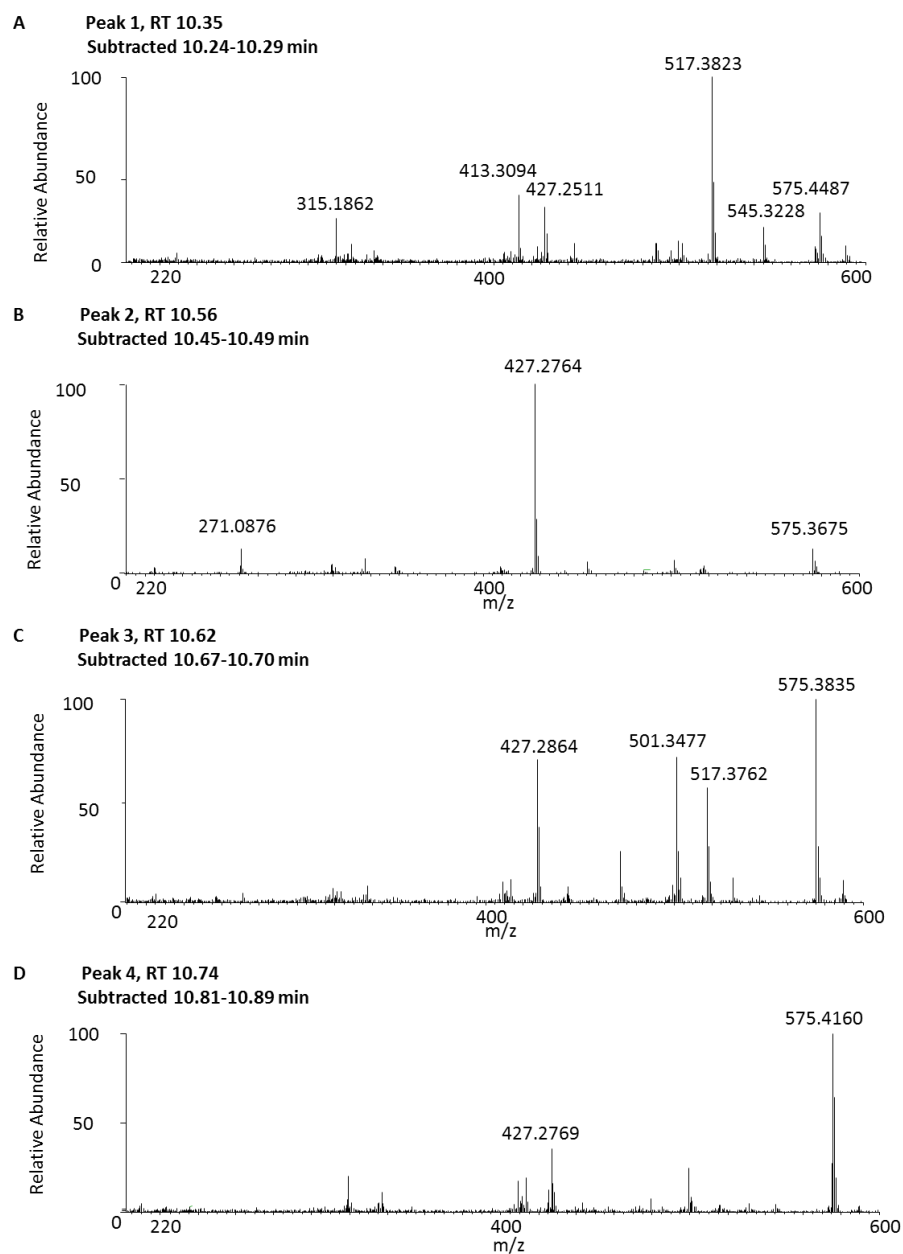 A Peak 1, RT 10.35
Subtracted 10.24-10.29 min
517.3823
100
413.3094
427.2511
50
575.4487
315.1862
545.3228
Relative Abundance
0
220
400
600
B Peak 2, RT 10.56
Subtracted 10.45-10.49 min
427.2764
100
50
271.0876
575.3675
Relative Abundance
0
220
400
600
m/z
C Peak 3, RT 10.62
Subtracted 10.67-10.70 min
575.3835
100
501.3477
427.2864
517.3762
50
Relative Abundance
0
220
400
600
m/z
D Peak 4, RT 10.74
Subtracted 10.81-10.89 min
575.4160
100
50
427.2769
Relative Abundance
0
220
400
600
m/z